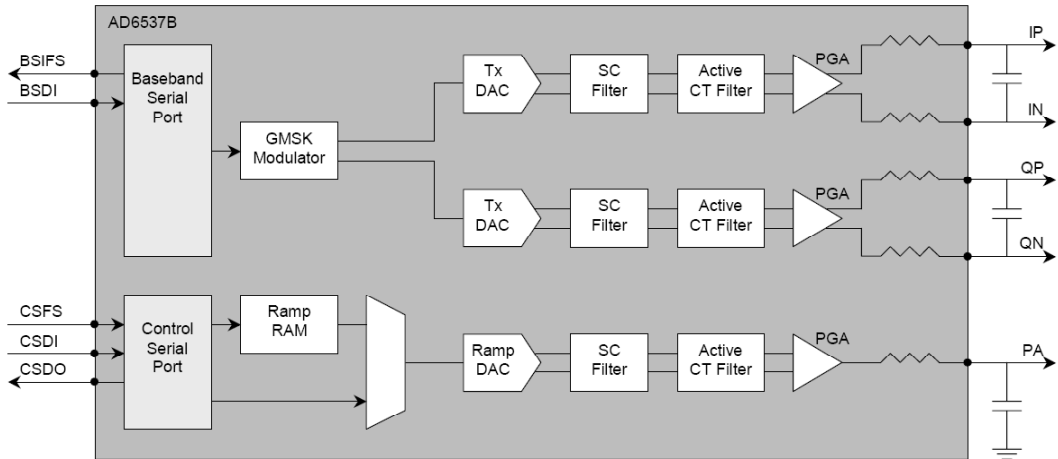 AD6537B
BSIFS
BSDI
Baseband
Serial
Port
GMSK
Modulator
Tx
DAC
SC
Filter
Active
CT Filter
PGA
IP
IN
Tx
DAC
SC
Filter
Active
CT Filter
PGA
QP
QN
CSFS
CSDI
CSDO
Control
Serial
Port
Ramp
RAM
Ramp
DAC
SC
Filter
Active
CT Filter
PGA
PA